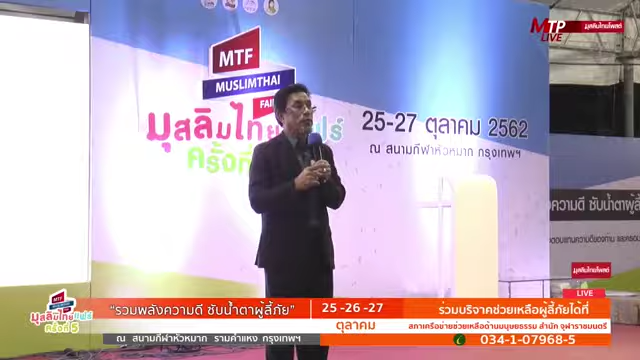 MTP
LIVE
มุสลิมไทยโพสต์
MTF
MUSLIMTHAI
FAIR
มุสลิมไทยแฟร์
ครั้งที่
25-27 ตุลาคม 2562
ณ สนามกีฬาหัวหมาก กรุงเทพฯ
ความดี ซับน้ำตาผู้ลี้
มุสลิมไทยโพสต์
LIVE
MTF
MUSLIMTHAI
มุสลิมไทยแฟร์
ครั้งที่ 5
"รวมพลังความดี ซับน้ำตาผู้ลี้ภัย"
ณ สนามกีฬาหัวหมาก รามคำแหง กรุงเทพฯ
25 -26 -27
ตุลาคม
ร่วมบริจาคช่วยเหลือผู้ลี้ภัยได้ที่
สภาเครือข่ายช่วยเหลือด้านมนุษยธรรม สำนัก จุฬาราชมนตรี
034-1-07968-5